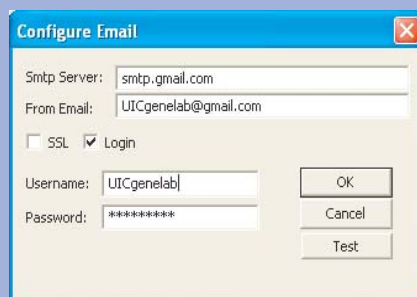 Configure Email
Smtp Server: smtp.gmail.com
From Email: UICgenelab@gmail.com
SSL Login
Username: UICgenelab OK
Password: ********* Cancel
Test